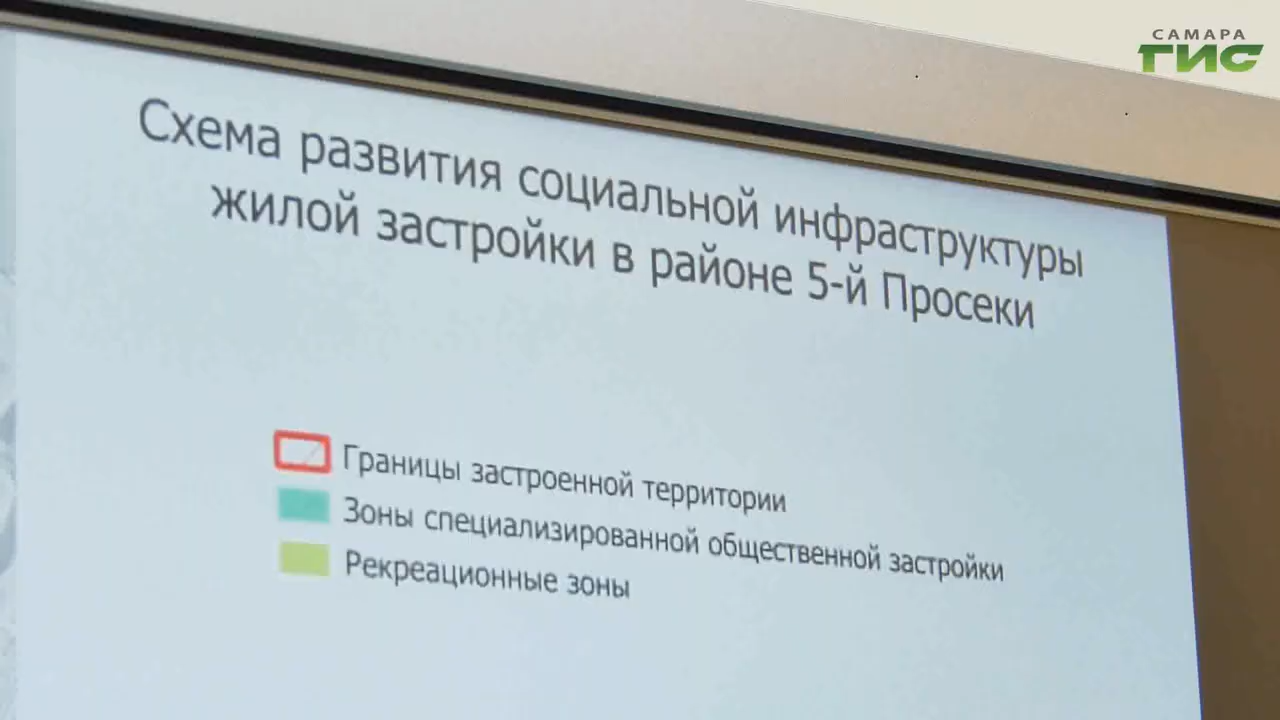 САМАРА
ГИС
Схема развития социальной инфраструктуры
жилой застройки в районе 5-й Просеки
Границы застроенной территории
Зоны специализированной общественной застройки
Рекреационные зоны